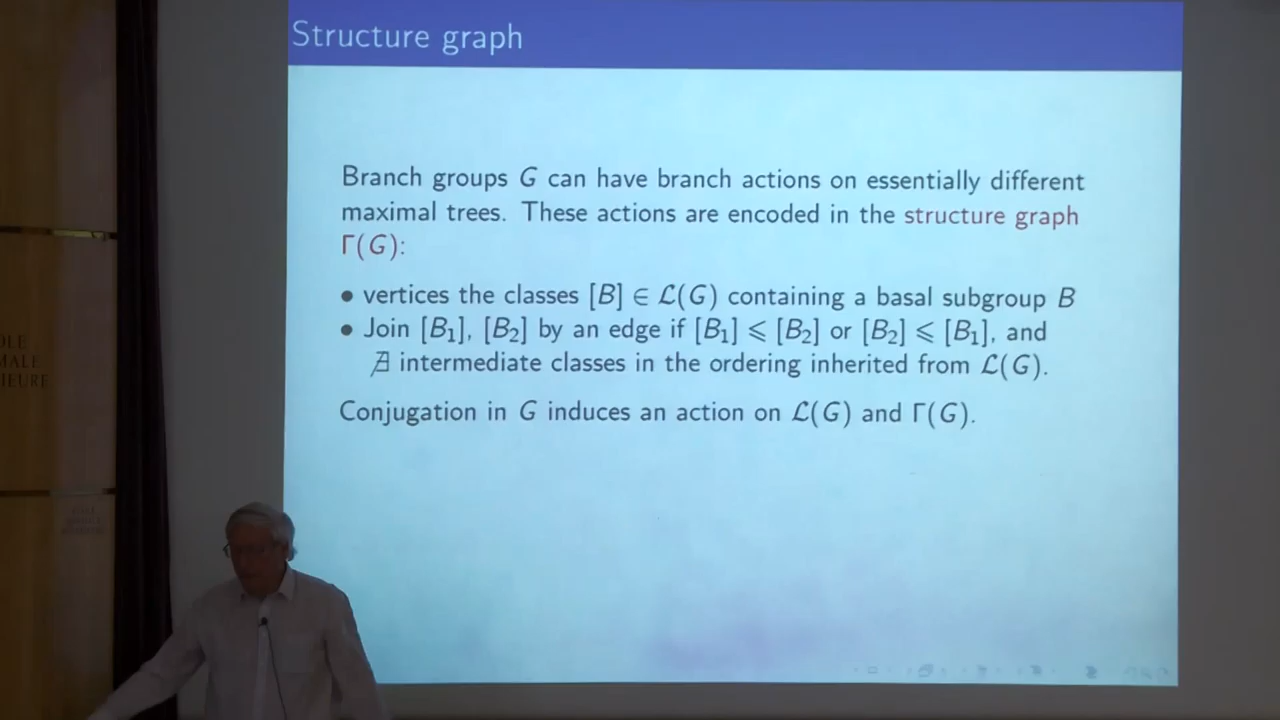 Structure graph
Branch groups G can have branch actions on essentially different
maximal trees. These actions are encoded in the structure graph
Γ(G):
• vertices the classes [B] ∈ ℒ(G) containing a basal subgroup B
• Join [B₁], [B₂] by an edge if [B₁] ⩽ [B₂] or [B₂] ⩽ [B₁], and
∄ intermediate classes in the ordering inherited from ℒ(G).
Conjugation in G induces an action on ℒ(G) and Γ(G).